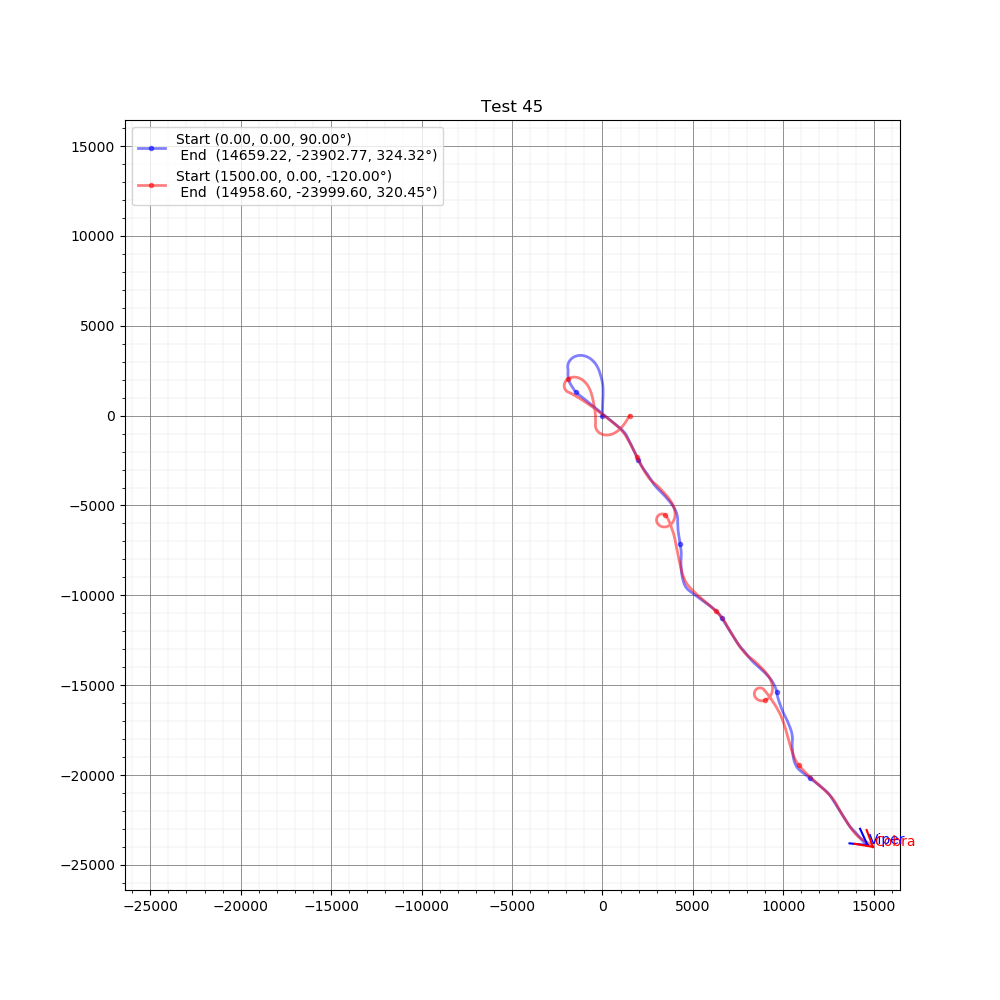 Test 45
Start (0.00, 0.00, 90.00°)
End (14659.22, -23902.77, 324.32°)
Start (1500.00, 0.00, -120.00°)
End (14958.60, -23999.60, 320.45°)
15000
10000
5000
0
−5000
−10000
−15000
−20000
−25000
Viper
Cobra
−25000 −20000 −15000 −10000 −5000 0 5000 10000 15000